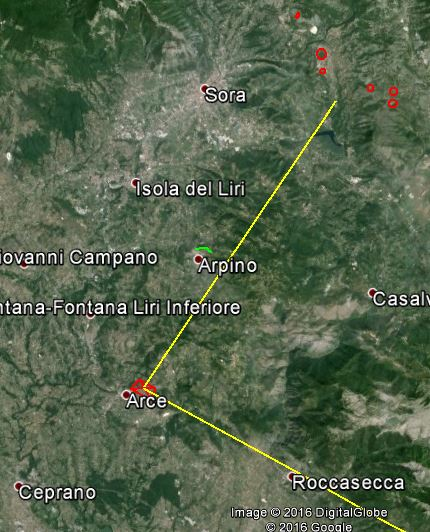 Sora
Isola del Liri
iovanni Campano
Arpino
Casalv
ntana-Fontana Liri Inferiore
Arce
Roccasecca
Ceprano
Image © 2016 DigitalGlobe
© 2016 Google